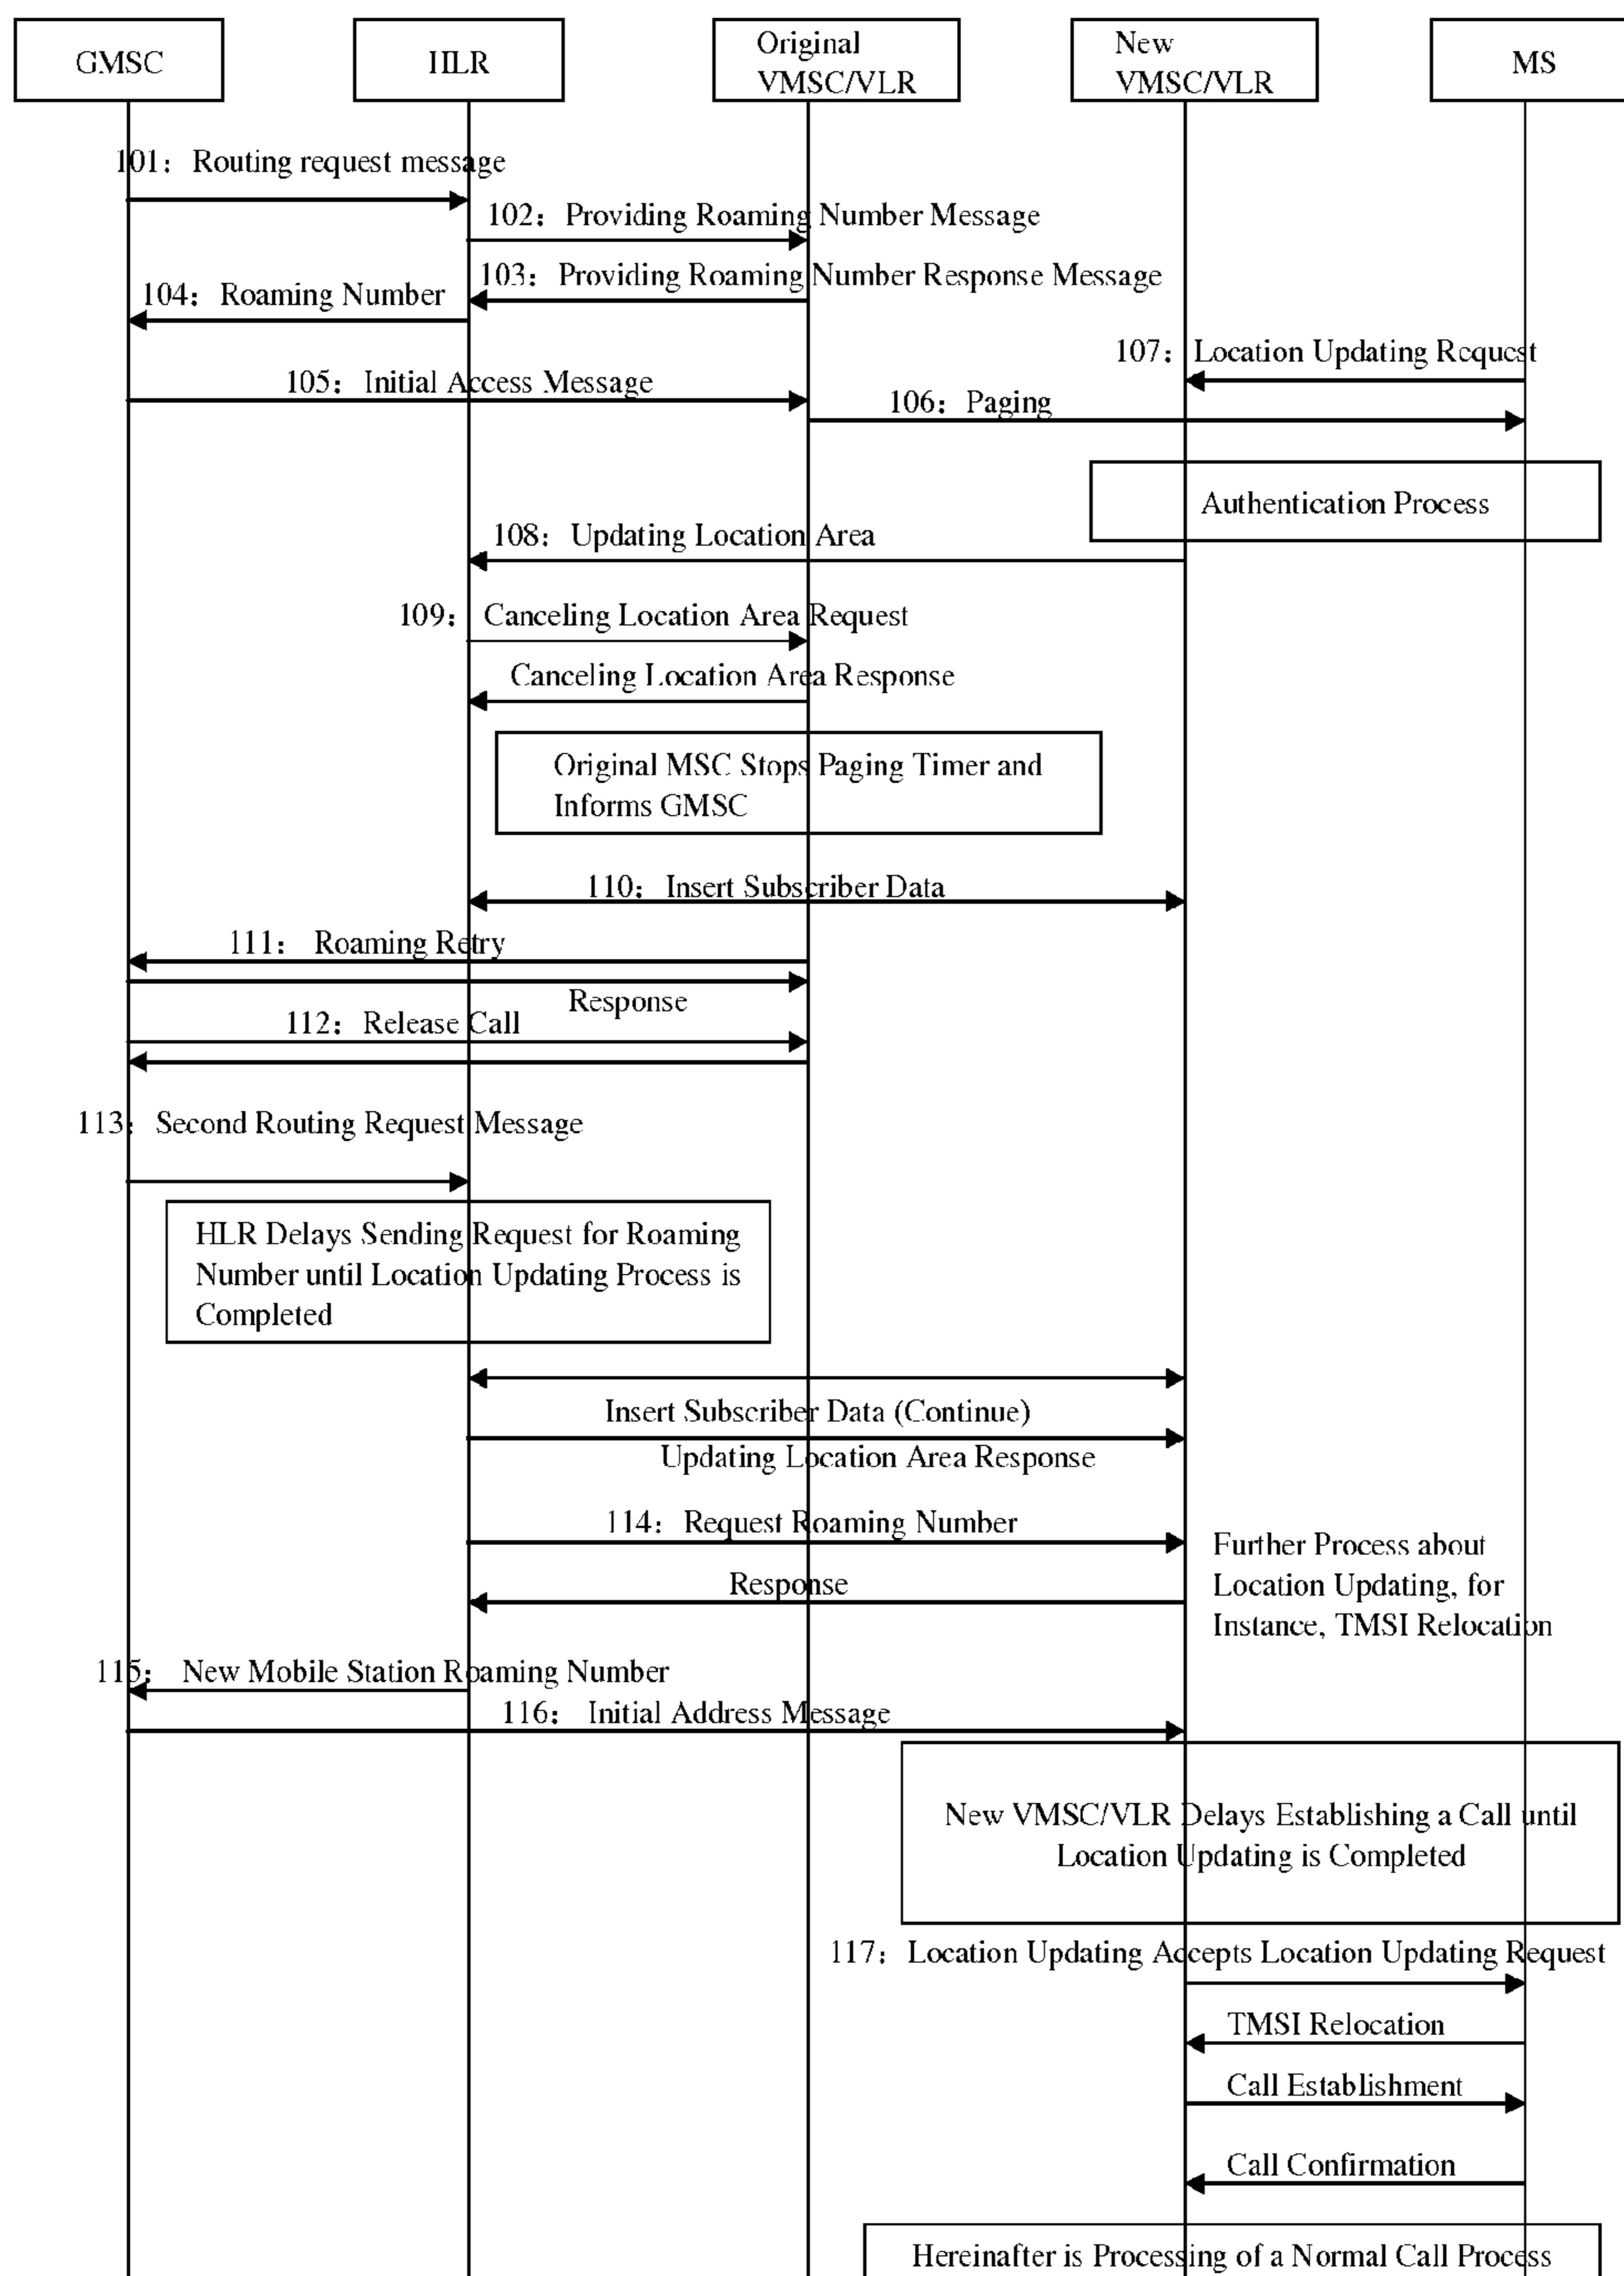 GMSC
HLR
Original
VMSC/VLR
New
VMSC/VLR
MS
101: Routing request message
102: Providing Roaming Number Message
103: Providing Roaming Number Response Message
104: Roaming Number
107: Location Updating Request
105: Initial Access Message
106: Paging
Authentication Process
108: Updating Location Area
109: Canceling Location Area Request
Canceling Location Area Response
Original MSC Stops Paging Timer and
Informs GMSC
110: Insert Subscriber Data
111: Roaming Retry
Response
112: Release Call
113: Second Routing Request Message
HLR Delays Sending Request for Roaming
Number until Location Updating Process is
Completed
Insert Subscriber Data (Continue)
Updating Location Area Response
114: Request Roaming Number
Response
Further Process about
Location Updating, for
Instance, TMSI Relocation
115: New Mobile Station Roaming Number
116: Initial Address Message
New VMSC/VLR Delays Establishing a Call until
Location Updating is Completed
117: Location Updating Accepts Location Updating Request
TMSI Relocation
Call Establishment
Call Confirmation
Hereinafter is Processing of a Normal Call Process